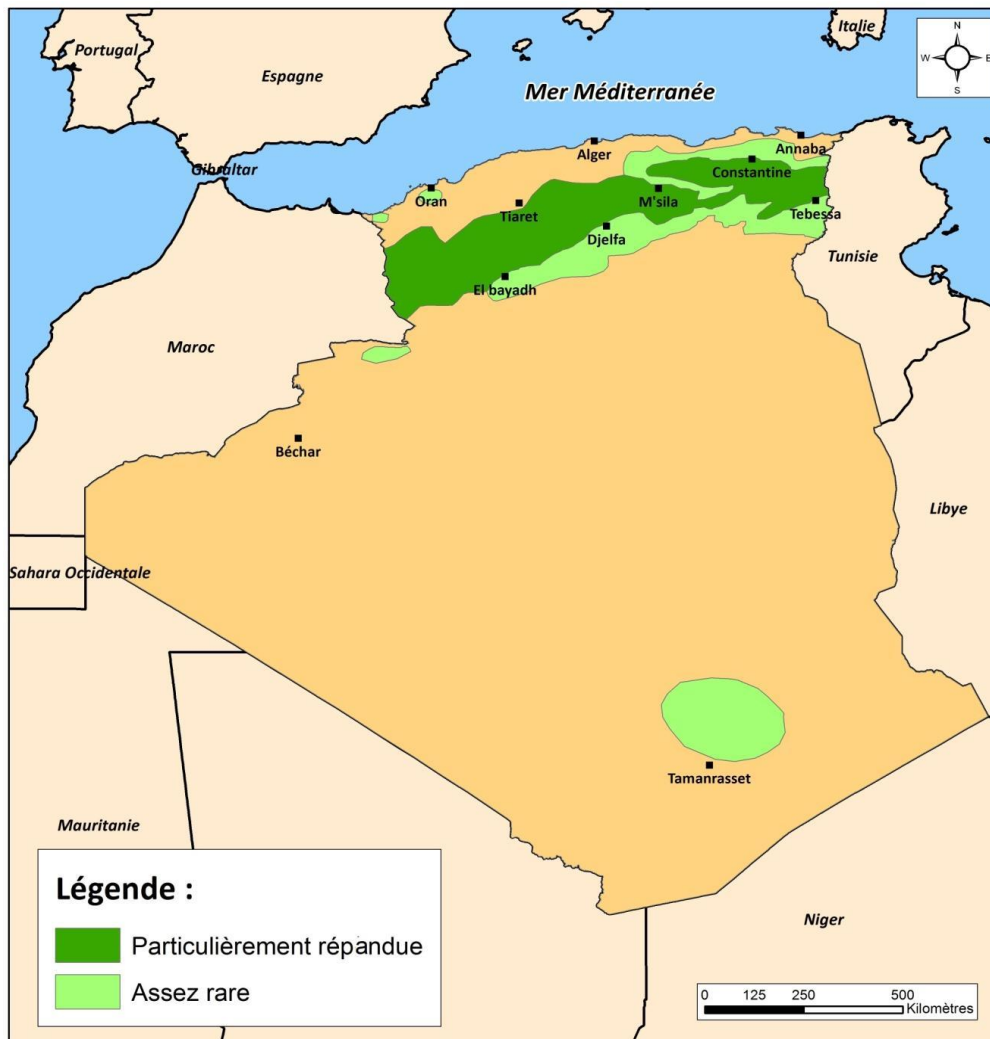 Portugal
Espagne
Italie
N
W
E
S
Mer Méditerranée
Gibraltar
Alger
Annaba
Constantine
Oran
Tiaret
M'sila
Tebessa
Djelfa
El bayadh
Tunisie
Maroc
Béchar
Libye
Sahara Occidentale
Tamanrasset
Mauritanie
Niger
Légende :
Particulièrement répandue
Assez rare
0 125 250 500
Kilomètres